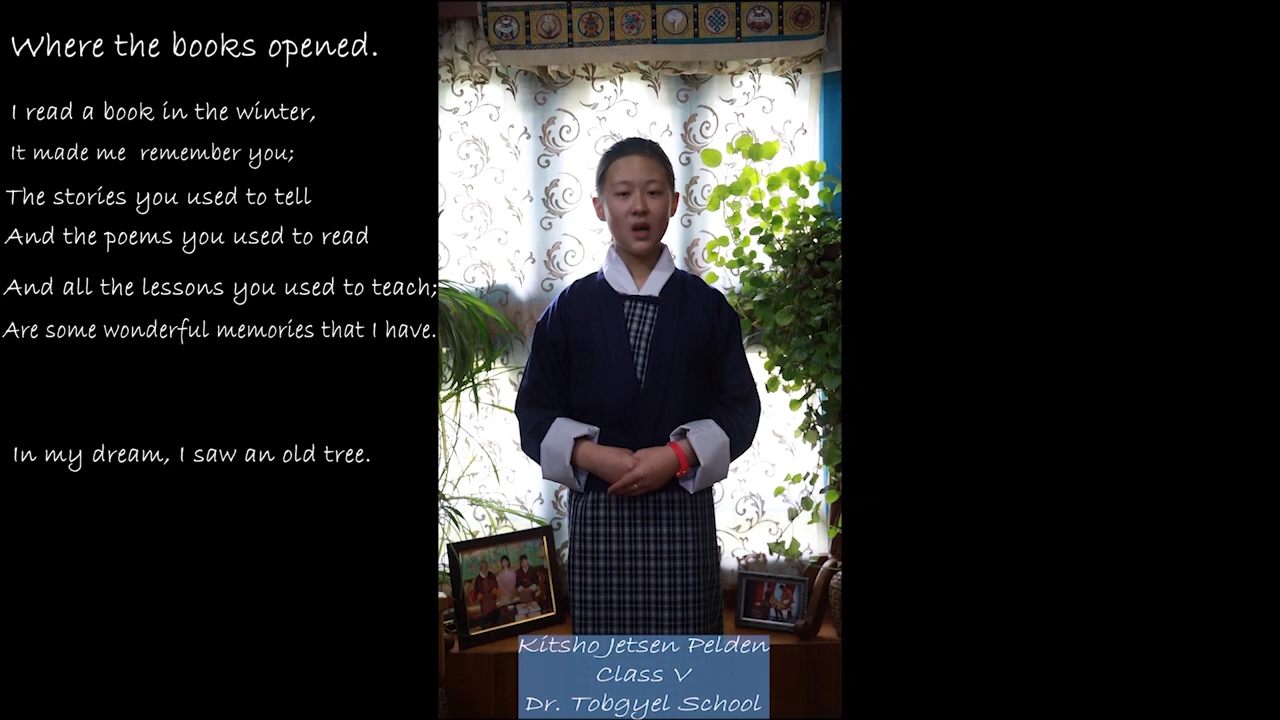 Where the books opened.
I read a book in the winter,
It made me remember you;
The stories you used to tell
And the poems you used to read
And all the lessons you used to teach;
Are some wonderful memories that I have.
In my dream, I saw an old tree.
Kitsho Jetsen Pelden
Class V
Dr. Tobgyel School